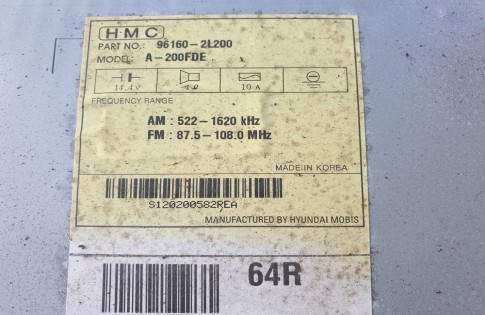 HMC
PART NO.: 96160-2L200
MODEL: A-200FDE
14.4V 4Ω 10A
FREQUENCY RANGE
AM : 522-1620 kHz
FM : 87.5-108.0 MHz
MADE IN KOREA
S120200582REA
MANUFACTURED BY HYUNDAI MOBIS
64R